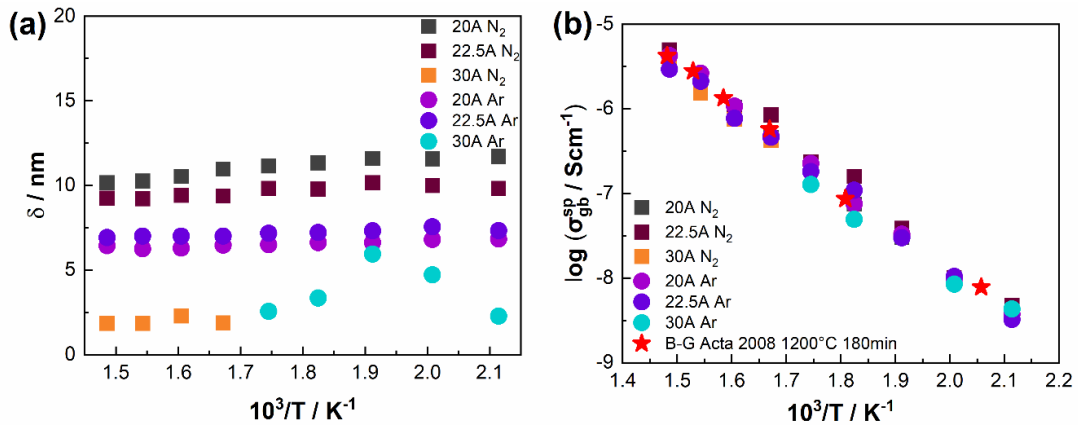 (a)
20
15
10
5
0
δ / nm
1.5 1.6 1.7 1.8 1.9 2.0 2.1
10³/T / K⁻¹
20A N₂
22.5A N₂
30A N₂
20A Ar
22.5A Ar
30A Ar
(b)
-5
-6
-7
-8
-9
log (σ_gb^sp / Scm⁻¹)
20A N₂
22.5A N₂
30A N₂
20A Ar
22.5A Ar
30A Ar
B-G Acta 2008 1200°C 180min
1.4 1.5 1.6 1.7 1.8 1.9 2.0 2.1 2.2
10³/T / K⁻¹